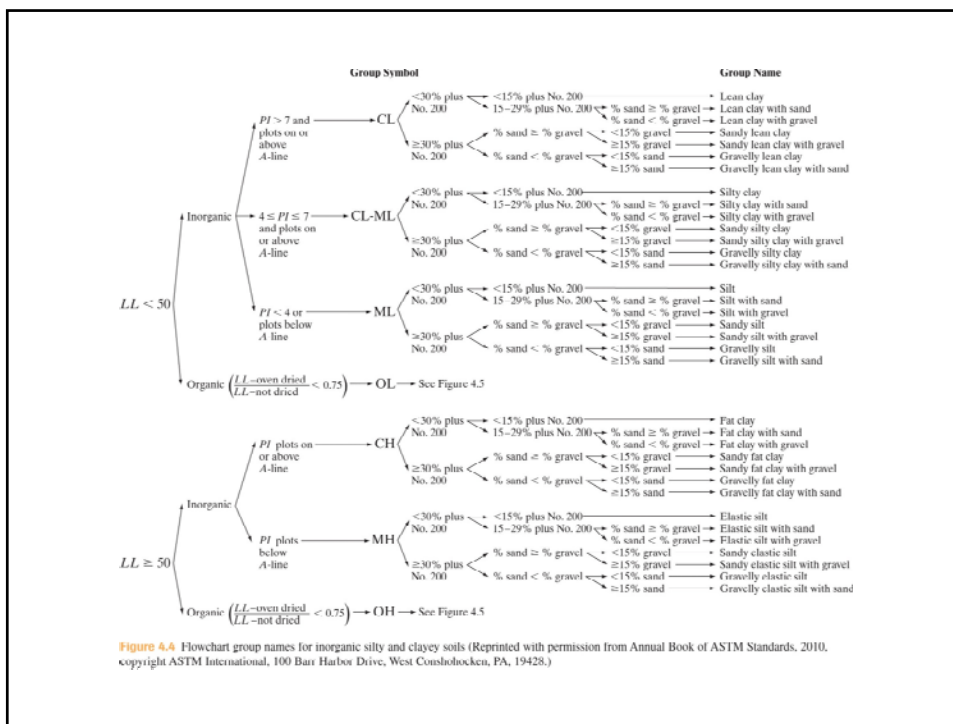 Group Symbol Group Name
<30% plus <15% plus No. 200 Lean clay
No. 200 15–29% plus No. 200 % sand ≥ % gravel Lean clay with sand
PI > 7 and % sand < % gravel Lean clay with gravel
plots on or CL
above ≥30% plus % sand ≥ % gravel <15% gravel Sandy lean clay
A-line No. 200 ≥15% gravel Sandy lean clay with gravel
% sand < % gravel <15% sand Gravelly lean clay
≥15% sand Gravelly lean clay with sand
<30% plus <15% plus No. 200 Silty clay
No. 200 15–29% plus No. 200 % sand ≥ % gravel Silty clay with sand
Inorganic 4 ≤ PI ≤ 7 CL-ML % sand < % gravel Silty clay with gravel
and plots on
or above ≥30% plus % sand ≥ % gravel <15% gravel Sandy silty clay
A-line No. 200 ≥15% gravel Sandy silty clay with gravel
% sand < % gravel <15% sand Gravelly silty clay
≥15% sand Gravelly silty clay with sand
<30% plus <15% plus No. 200 Silt
No. 200 15–29% plus No. 200 % sand ≥ % gravel Silt with sand
LL < 50 PI < 4 or ML % sand < % gravel Silt with gravel
plots below
A line ≥30% plus % sand ≥ % gravel <15% gravel Sandy silt
No. 200 ≥15% gravel Sandy silt with gravel
% sand < % gravel <15% sand Gravelly silt
≥15% sand Gravelly silt with sand
Organic (LL–oven dried / LL–not dried < 0.75) OL See Figure 4.5
<30% plus <15% plus No. 200 Fat clay
No. 200 15–29% plus No. 200 % sand ≥ % gravel Fat clay with sand
PI plots on CH % sand < % gravel Fat clay with gravel
or above
A-line ≥30% plus % sand ≥ % gravel <15% gravel Sandy fat clay
No. 200 ≥15% gravel Sandy fat clay with gravel
% sand < % gravel <15% sand Gravelly fat clay
≥15% sand Gravelly fat clay with sand
Inorganic
<30% plus <15% plus No. 200 Elastic silt
No. 200 15–29% plus No. 200 % sand ≥ % gravel Elastic silt with sand
PI plots MH % sand < % gravel Elastic silt with gravel
below
A-line ≥30% plus % sand ≥ % gravel <15% gravel Sandy elastic silt
LL ≥ 50 No. 200 ≥15% gravel Sandy elastic silt with gravel
% sand < % gravel <15% sand Gravelly elastic silt
≥15% sand Gravelly elastic silt with sand
Organic (LL–oven dried / LL–not dried < 0.75) OH See Figure 4.5
Figure 4.4 Flowchart group names for inorganic silty and clayey soils (Reprinted with permission from Annual Book of ASTM Standards, 2010,
copyright ASTM International, 100 Barr Harbor Drive, West Conshohocken, PA, 19428.)